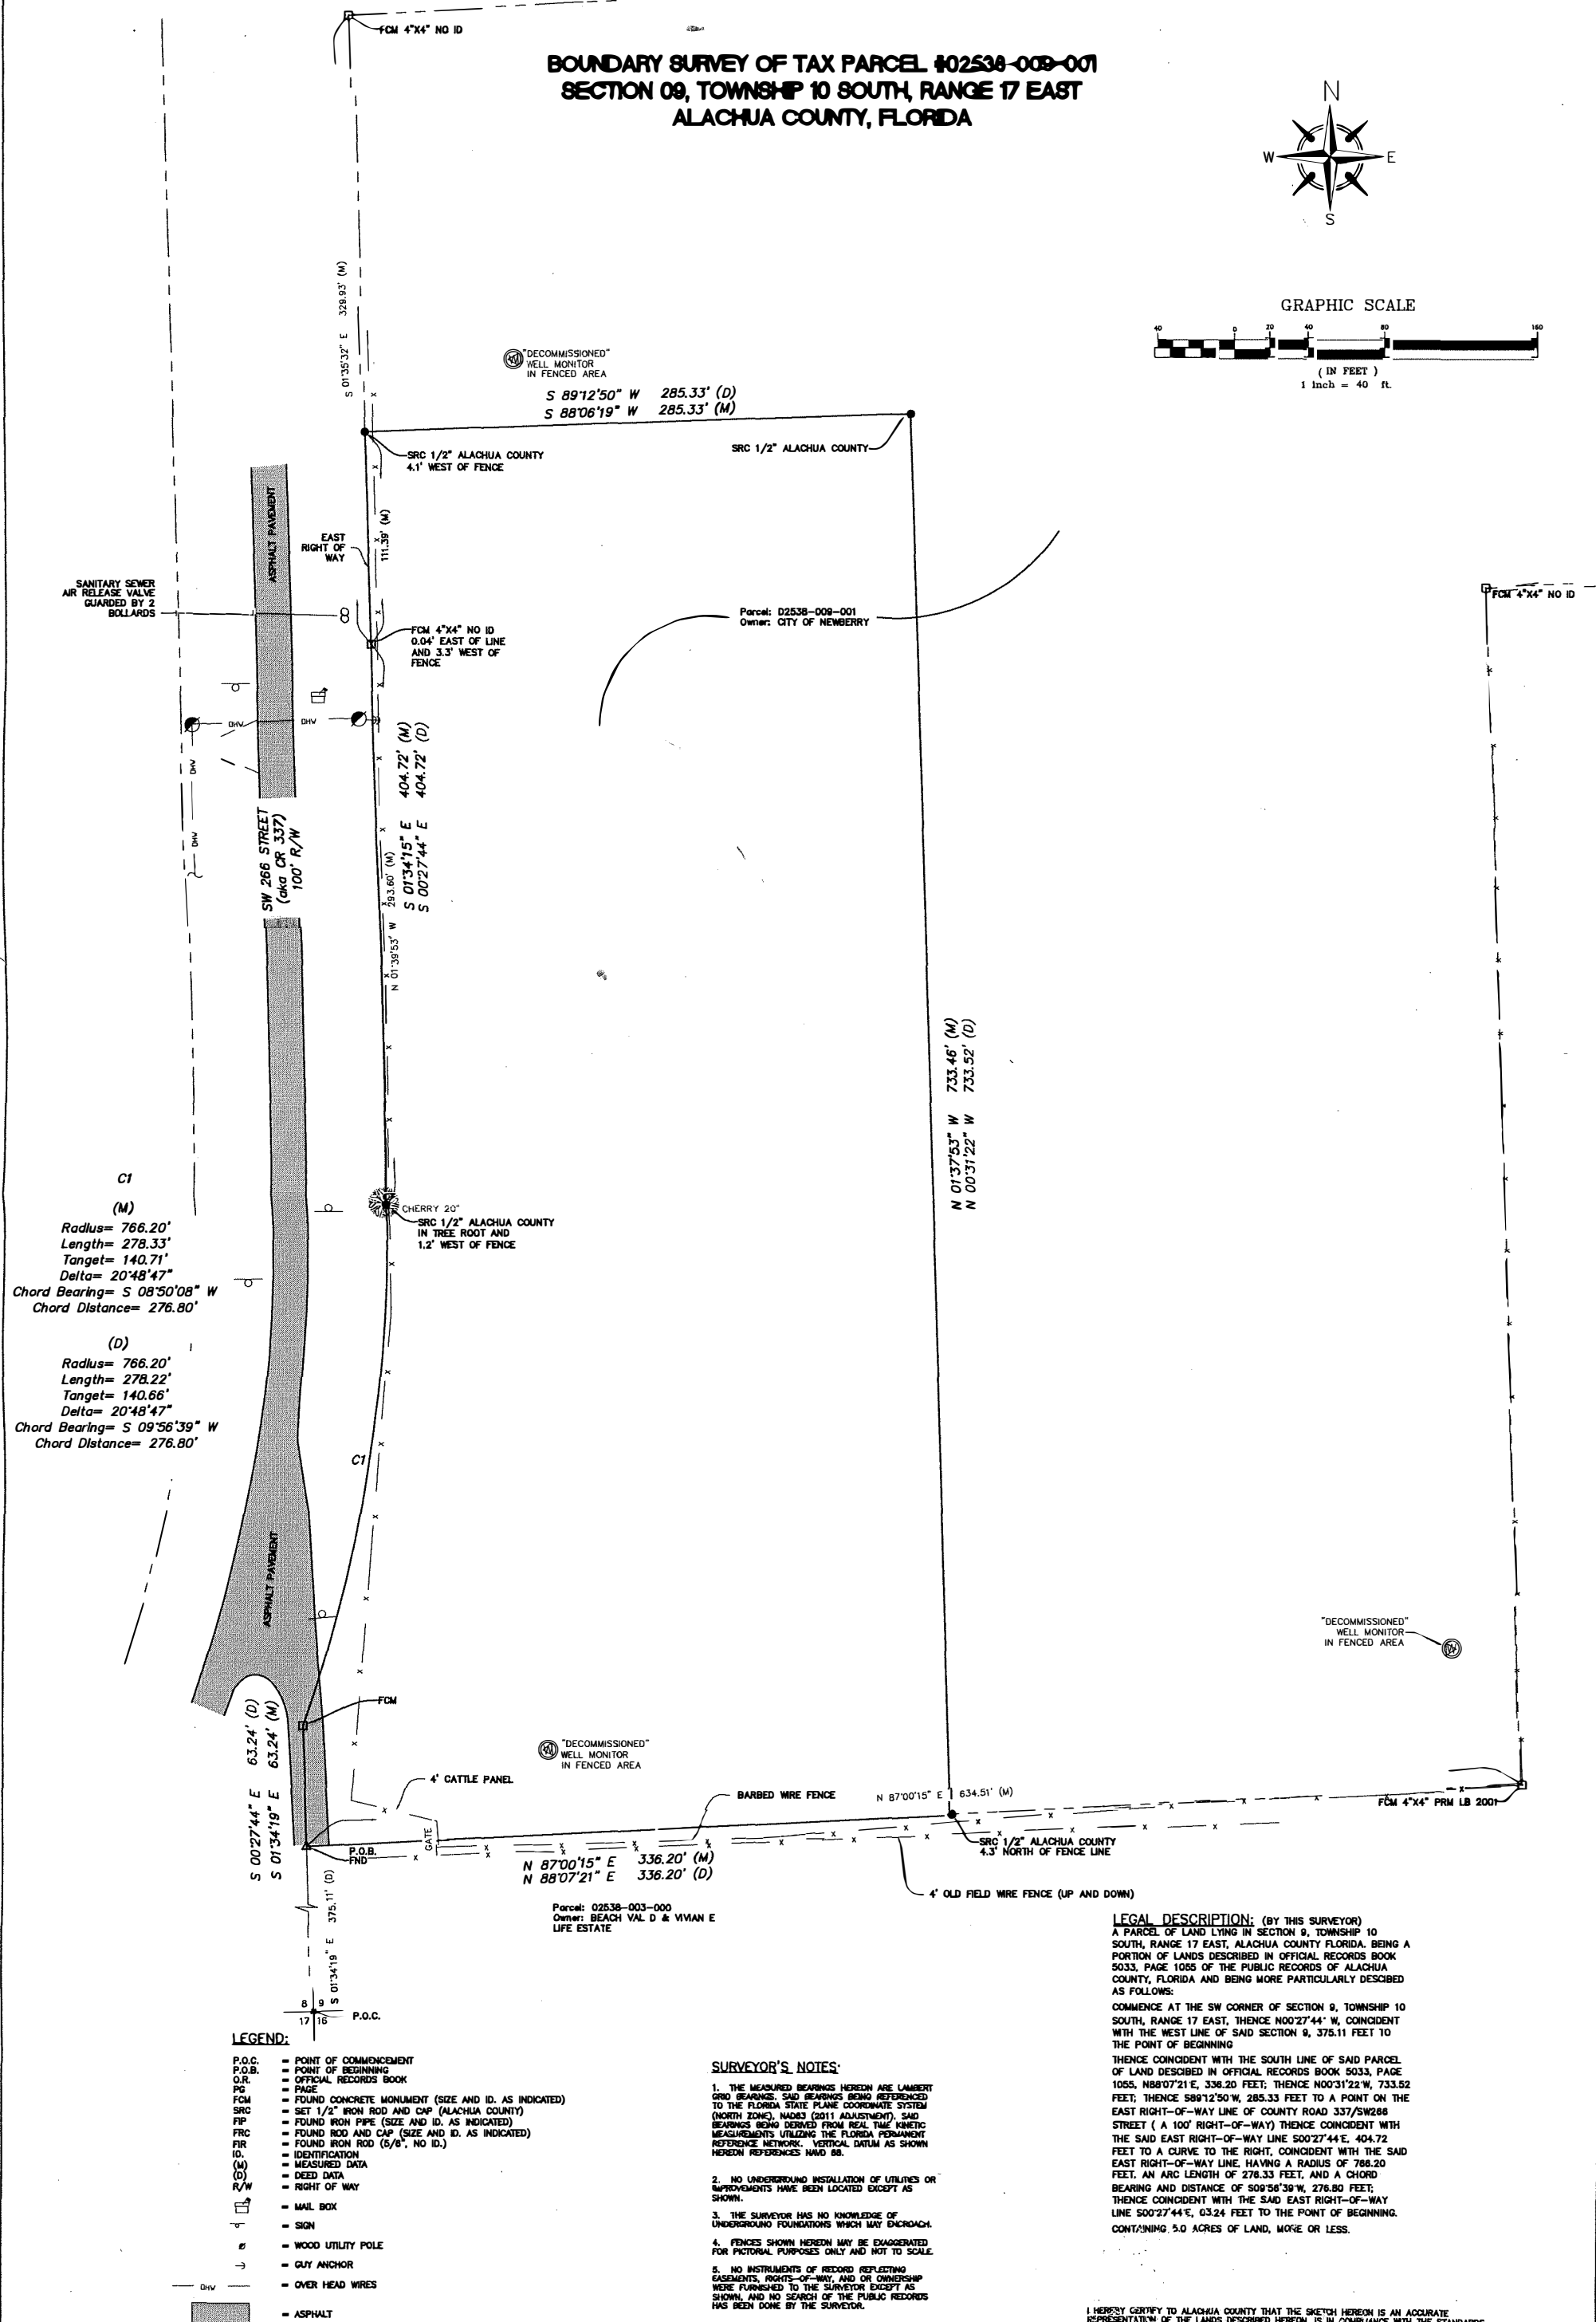 FCM 4"X4" NO ID
BOUNDARY SURVEY OF TAX PARCEL #02538-009-001
SECTION 09, TOWNSHIP 10 SOUTH, RANGE 17 EAST
ALACHUA COUNTY, FLORIDA
N
W
E
S
GRAPHIC SCALE
40 0 20 40 80 160
( IN FEET )
1 inch = 40 ft.
S 01°35'32" E 329.93' (M)
"DECOMMISSIONED"
WELL MONITOR
IN FENCED AREA
S 89°12'50" W 285.33' (D)
S 88°06'19" W 285.33' (M)
SRC 1/2" ALACHUA COUNTY
4.1' WEST OF FENCE
SRC 1/2" ALACHUA COUNTY
ASPHALT PAVEMENT
EAST
RIGHT OF
WAY
111.39' (M)
SANITARY SEWER
AIR RELEASE VALVE
GUARDED BY 2
BOLLARDS
FCM 4"X4" NO ID
0.04' EAST OF LINE
AND 3.3' WEST OF
FENCE
Parcel: D2538-009-001
Owner: CITY OF NEWBERRY
FCM 4"X4" NO ID
OHW
OHW
OHW
OHW
SW 266 STREET
(aka CR 337)
100' R/W
S 01°34'15" E 404.72' (M)
S 00°27'44" E 404.72' (D)
N 01°39'53" W 293.60' (M)
N 01°37'53" W 733.46' (M)
N 00°31'22" W 733.52' (D)
C1
(M)
Radius= 766.20'
Length= 278.33'
Tanget= 140.71'
Delta= 20°48'47"
Chord Bearing= S 08°50'08" W
Chord Distance= 276.80'
(D)
Radius= 766.20'
Length= 278.22'
Tanget= 140.66'
Delta= 20°48'47"
Chord Bearing= S 09°56'39" W
Chord Distance= 276.80'
CHERRY 20"
SRC 1/2" ALACHUA COUNTY
IN TREE ROOT AND
1.2' WEST OF FENCE
C1
ASPHALT PAVEMENT
"DECOMMISSIONED"
WELL MONITOR
IN FENCED AREA
FCM
S 00°27'44" E 63.24' (D)
S 01°34'19" E 63.24' (M)
"DECOMMISSIONED"
WELL MONITOR
IN FENCED AREA
4' CATTLE PANEL
BARBED WIRE FENCE
N 87°00'15" E 634.51' (M)
FCM 4"X4" PRM LB 2001
GATE
P.O.B.
FND
N 87°00'15" E 336.20' (M)
N 88°07'21" E 336.20' (D)
SRC 1/2" ALACHUA COUNTY
4.3' NORTH OF FENCE LINE
4' OLD FIELD WIRE FENCE (UP AND DOWN)
Parcel: 02538-003-000
Owner: BEACH VAL D & VIVIAN E
LIFE ESTATE
S 01°34'19" E 375.11' (D)
8 9
17 16
P.O.C.
LEGEND:
P.O.C. = POINT OF COMMENCEMENT
P.O.B. = POINT OF BEGINNING
O.R. = OFFICIAL RECORDS BOOK
PG = PAGE
FCM = FOUND CONCRETE MONUMENT (SIZE AND ID. AS INDICATED)
SRC = SET 1/2" IRON ROD AND CAP (ALACHUA COUNTY)
FIP = FOUND IRON PIPE (SIZE AND ID. AS INDICATED)
FRC = FOUND ROD AND CAP (SIZE AND ID. AS INDICATED)
FIR = FOUND IRON ROD (5/8", NO ID.)
ID. = IDENTIFICATION
(M) = MEASURED DATA
(D) = DEED DATA
R/W = RIGHT OF WAY
= MAIL BOX
= SIGN
= WOOD UTILITY POLE
= GUY ANCHOR
OHW = OVER HEAD WIRES
= ASPHALT
SURVEYOR'S NOTES:
1. THE MEASURED BEARINGS HEREON ARE LAMBERT
GRID BEARINGS. SAID BEARINGS BEING REFERENCED
TO THE FLORIDA STATE PLANE COORDINATE SYSTEM
(NORTH ZONE), NAD83 (2011 ADJUSTMENT). SAID
BEARINGS BEING DERIVED FROM REAL TIME KINETIC
MEASUREMENTS UTILIZING THE FLORIDA PERMANENT
REFERENCE NETWORK. VERTICAL DATUM AS SHOWN
HEREON REFERENCES NAVD 88.
2. NO UNDERGROUND INSTALLATION OF UTILITIES OR
IMPROVEMENTS HAVE BEEN LOCATED EXCEPT AS
SHOWN.
3. THE SURVEYOR HAS NO KNOWLEDGE OF
UNDERGROUND FOUNDATIONS WHICH MAY ENCROACH.
4. FENCES SHOWN HEREON MAY BE EXAGGERATED
FOR PICTORIAL PURPOSES ONLY AND NOT TO SCALE.
5. NO INSTRUMENTS OF RECORD REFLECTING
EASEMENTS, RIGHTS-OF-WAY, AND OR OWNERSHIP
WERE FURNISHED TO THE SURVEYOR EXCEPT AS
SHOWN, AND NO SEARCH OF THE PUBLIC RECORDS
HAS BEEN DONE BY THE SURVEYOR.
LEGAL DESCRIPTION: (BY THIS SURVEYOR)
A PARCEL OF LAND LYING IN SECTION 9, TOWNSHIP 10
SOUTH, RANGE 17 EAST, ALACHUA COUNTY FLORIDA. BEING A
PORTION OF LANDS DESCRIBED IN OFFICIAL RECORDS BOOK
5033, PAGE 1055 OF THE PUBLIC RECORDS OF ALACHUA
COUNTY, FLORIDA AND BEING MORE PARTICULARLY DESCIBED
AS FOLLOWS:
COMMENCE AT THE SW CORNER OF SECTION 9, TOWNSHIP 10
SOUTH, RANGE 17 EAST, THENCE N00°27'44" W, COINCIDENT
WITH THE WEST LINE OF SAID SECTION 9, 375.11 FEET TO
THE POINT OF BEGINNING
THENCE COINCIDENT WITH THE SOUTH LINE OF SAID PARCEL
OF LAND DESCIBED IN OFFICIAL RECORDS BOOK 5033, PAGE
1055, N88°07'21"E, 336.20 FEET; THENCE N00°31'22"W, 733.52
FEET; THENCE S89°12'50"W, 285.33 FEET TO A POINT ON THE
EAST RIGHT-OF-WAY LINE OF COUNTY ROAD 337/SW266
STREET ( A 100' RIGHT-OF-WAY) THENCE COINCIDENT WITH
THE SAID EAST RIGHT-OF-WAY LINE S00°27'44"E, 404.72
FEET TO A CURVE TO THE RIGHT, COINCIDENT WITH THE SAID
EAST RIGHT-OF-WAY LINE, HAVING A RADIUS OF 766.20
FEET, AN ARC LENGTH OF 278.33 FEET, AND A CHORD
BEARING AND DISTANCE OF S09°56'39"W, 276.80 FEET;
THENCE COINCIDENT WITH THE SAID EAST RIGHT-OF-WAY
LINE S00°27'44"E, 63.24 FEET TO THE POINT OF BEGINNING.
CONTAINING 5.0 ACRES OF LAND, MORE OR LESS.
I HEREBY CERTIFY TO ALACHUA COUNTY THAT THE SKETCH HEREON IS AN ACCURATE
REPRESENTATION OF THE LANDS DESCRIBED HEREON, IS IN COMPLIANCE WITH THE STANDARDS